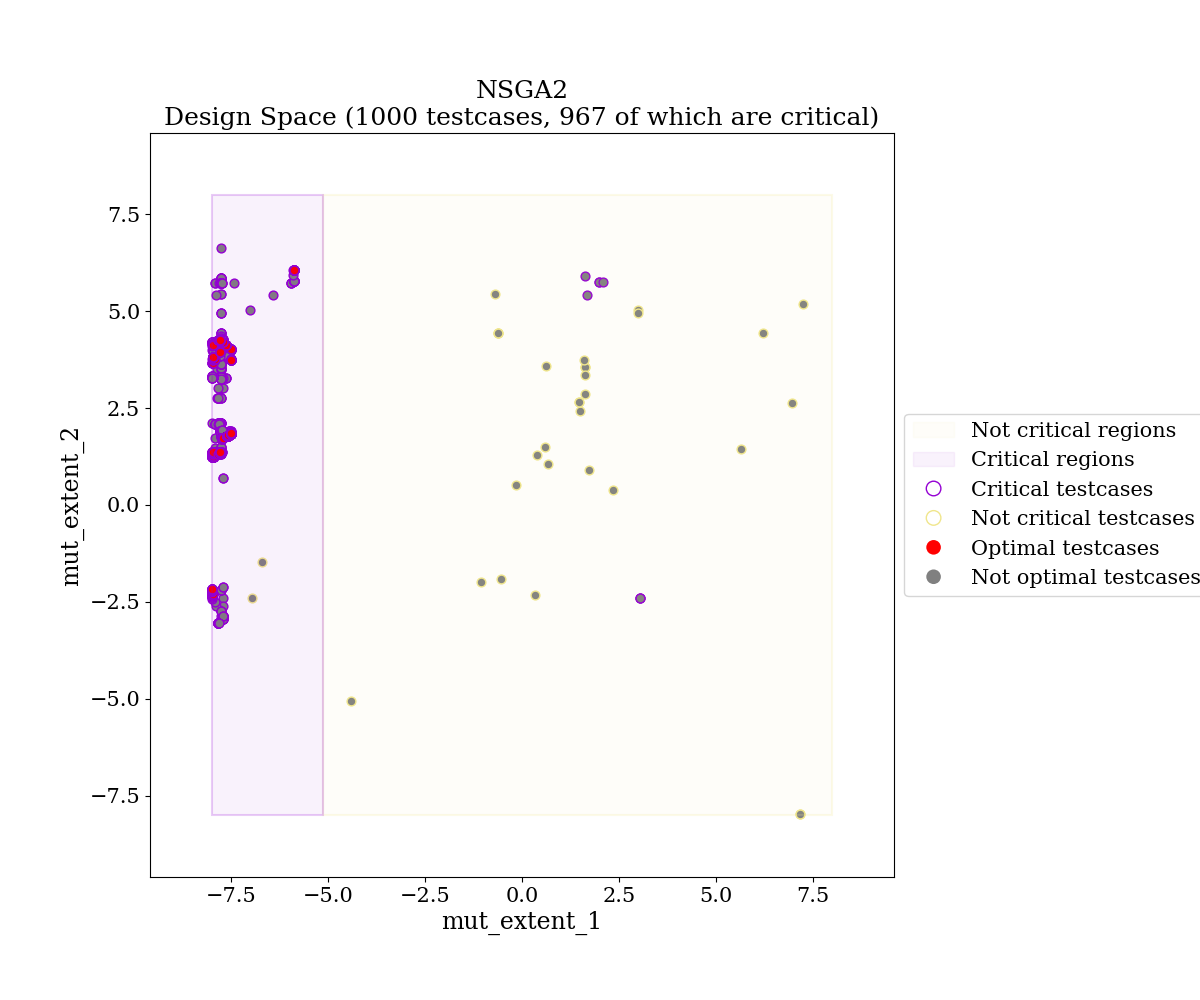 NSGA2
Design Space (1000 testcases, 967 of which are critical)
7.5
5.0
2.5
0.0
−2.5
−5.0
−7.5
mut_extent_2
−7.5
−5.0
−2.5
0.0
2.5
5.0
7.5
mut_extent_1
Not critical regions
Critical regions
Critical testcases
Not critical testcases
Optimal testcases
Not optimal testcases